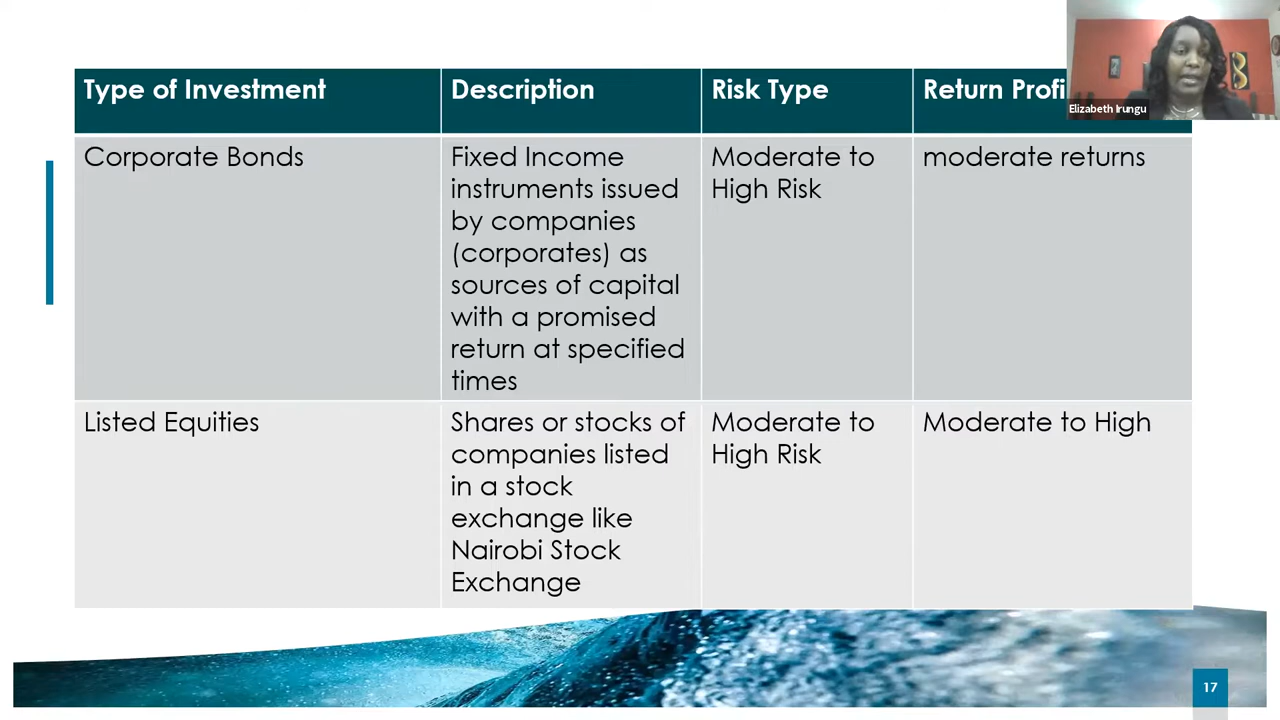 Type of Investment
Description
Risk Type
Return Profi
Elizabeth Irungu
Corporate Bonds
Fixed Income
instruments issued
by companies
(corporates) as
sources of capital
with a promised
return at specified
times
Moderate to
High Risk
moderate returns
Listed Equities
Shares or stocks of
companies listed
in a stock
exchange like
Nairobi Stock
Exchange
Moderate to
High Risk
Moderate to High
17